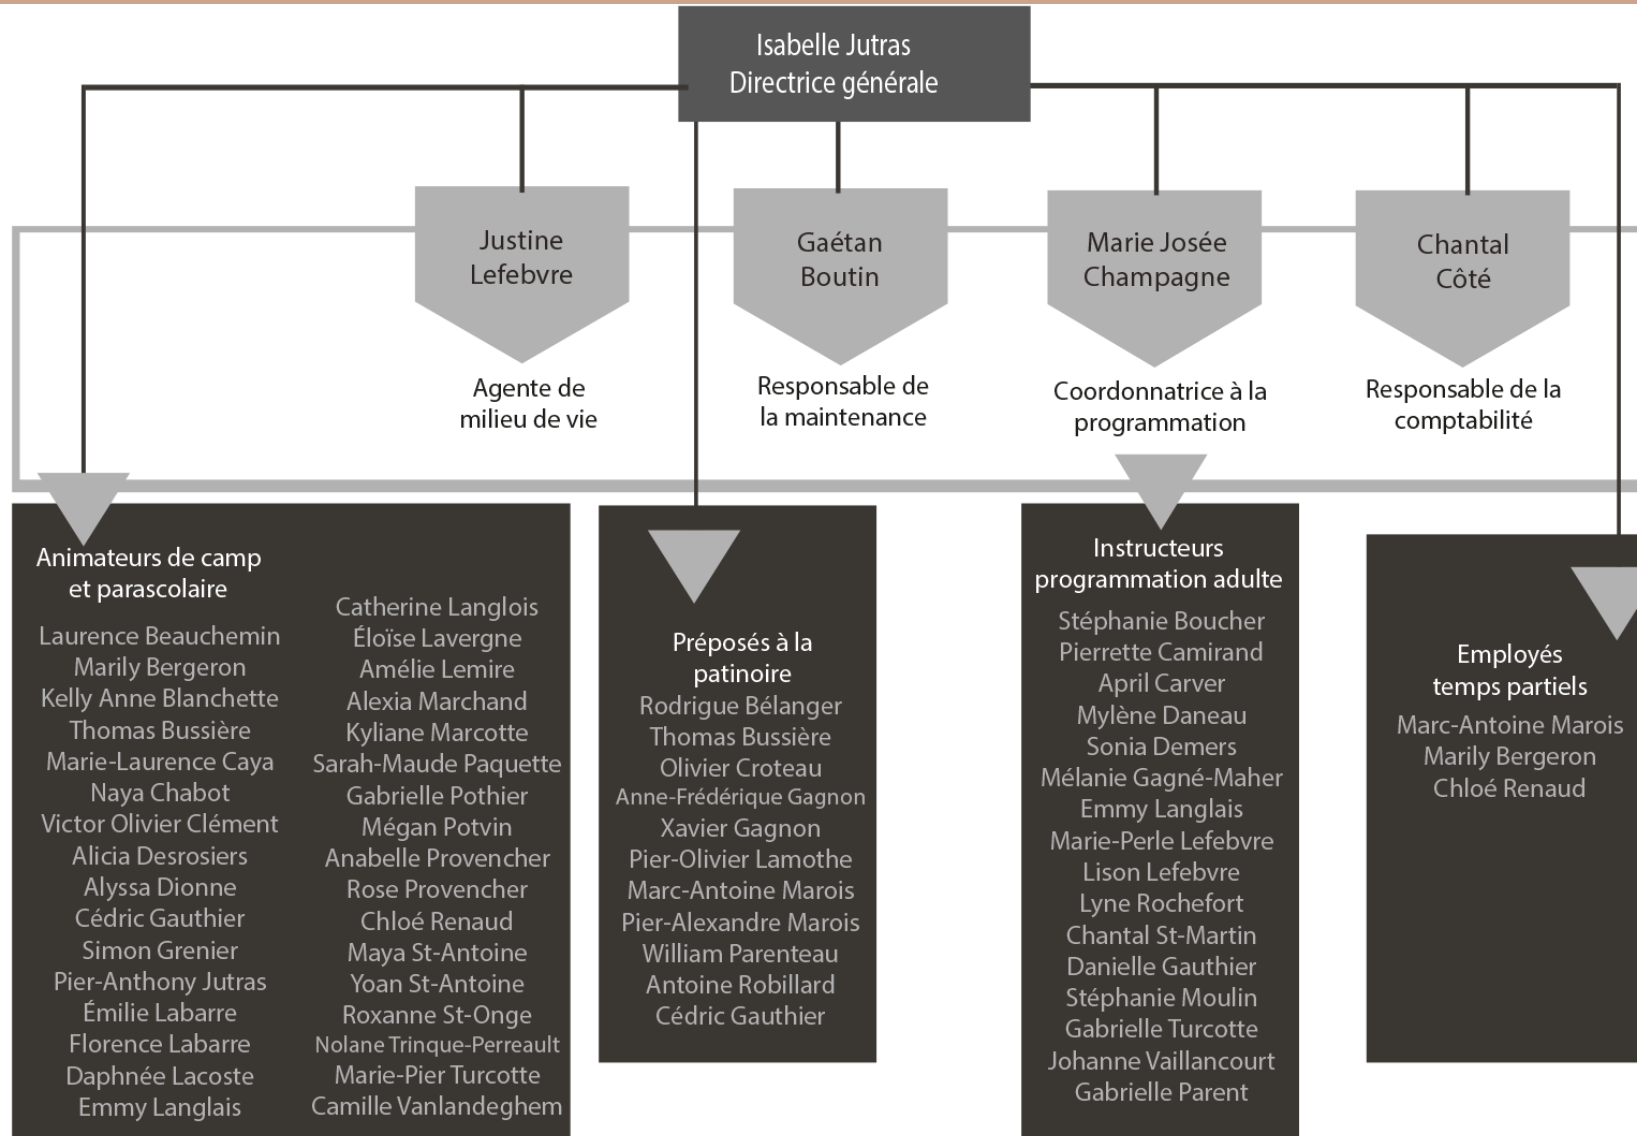 Isabelle Jutras
Directrice générale
Justine
Lefebvre
Agente de
milieu de vie
Gaétan
Boutin
Responsable de
la maintenance
Marie Josée
Champagne
Coordonnatrice à la
programmation
Chantal
Côté
Responsable de la
comptabilité
Animateurs de camp
et parascolaire
Laurence Beauchemin
Marily Bergeron
Kelly Anne Blanchette
Thomas Bussière
Marie-Laurence Caya
Naya Chabot
Victor Olivier Clément
Alicia Desrosiers
Alyssa Dionne
Cédric Gauthier
Simon Grenier
Pier-Anthony Jutras
Émilie Labarre
Florence Labarre
Daphnée Lacoste
Emmy Langlais
Catherine Langlois
Éloïse Lavergne
Amélie Lemire
Alexia Marchand
Kyliane Marcotte
Sarah-Maude Paquette
Gabrielle Pothier
Mégan Potvin
Anabelle Provencher
Rose Provencher
Chloé Renaud
Maya St-Antoine
Yoan St-Antoine
Roxanne St-Onge
Nolane Trinque-Perreault
Marie-Pier Turcotte
Camille Vanlandeghem
Préposés à la
patinoire
Rodrigue Bélanger
Thomas Bussière
Olivier Croteau
Anne-Frédérique Gagnon
Xavier Gagnon
Pier-Olivier Lamothe
Marc-Antoine Marois
Pier-Alexandre Marois
William Parenteau
Antoine Robillard
Cédric Gauthier
Instructeurs
programmation adulte
Stéphanie Boucher
Pierrette Camirand
April Carver
Mylène Daneau
Sonia Demers
Mélanie Gagné-Maher
Emmy Langlais
Marie-Perle Lefebvre
Lison Lefebvre
Lyne Rochefort
Chantal St-Martin
Danielle Gauthier
Stéphanie Moulin
Gabrielle Turcotte
Johanne Vaillancourt
Gabrielle Parent
Employés
temps partiels
Marc-Antoine Marois
Marily Bergeron
Chloé Renaud